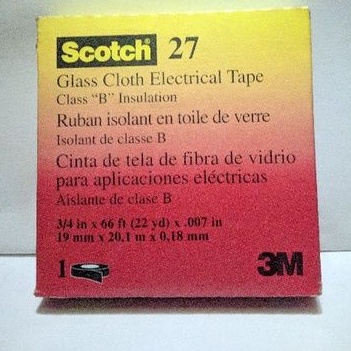 Scotch 27
Glass Cloth Electrical Tape
Class "B" Insulation
Ruban isolant en toile de verre
Isolant de classe B
Cinta de tela de fibra de vidrio
para aplicaciones eléctricas
Aislante de clase B
3/4 in x 66 ft (22 yd) x .007 in
19 mm x 20,1 m x 0,18 mm
1 3M